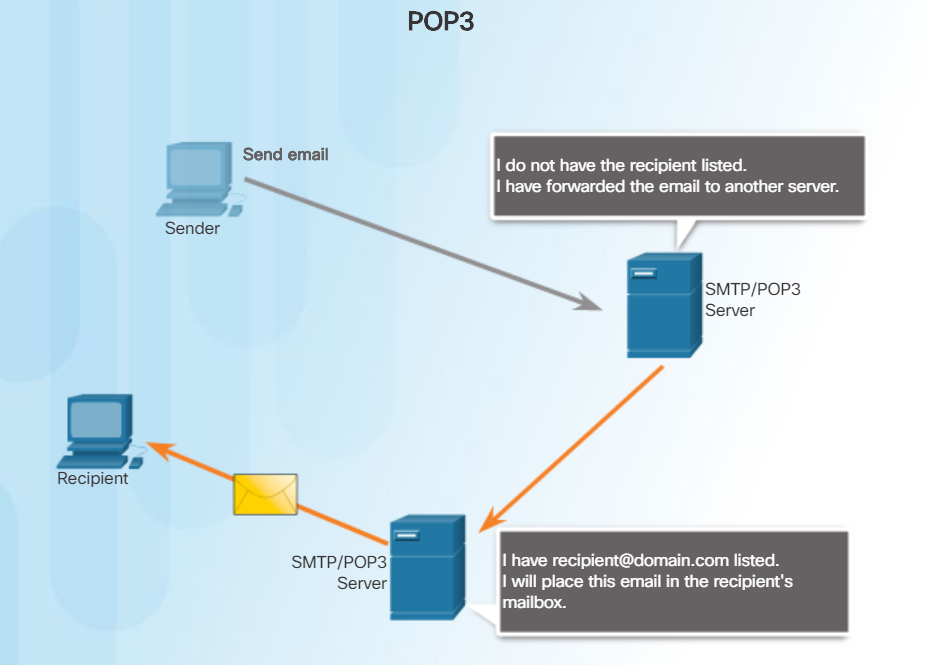 POP3
Send email
Sender
I do not have the recipient listed.
I have forwarded the email to another server.
SMTP/POP3
Server
Recipient
SMTP/POP3
Server
I have recipient@domain.com listed.
I will place this email in the recipient's
mailbox.